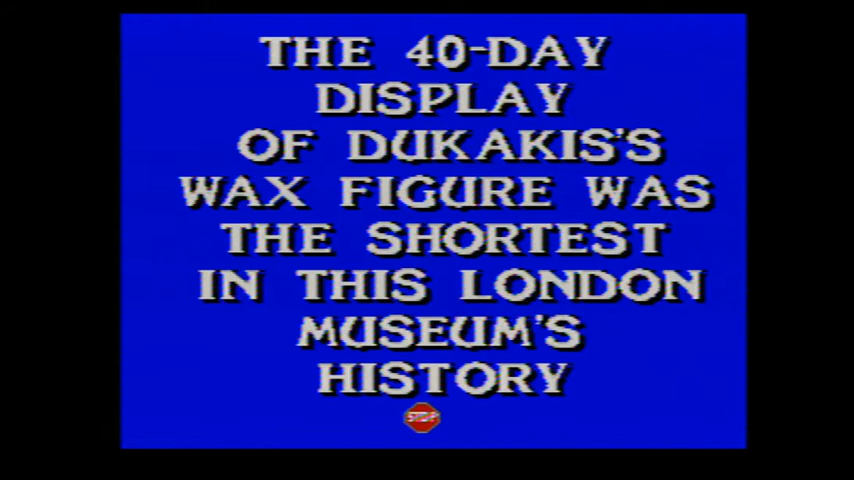 THE 40-DAY
DISPLAY
OF DUKAKIS'S
WAX FIGURE WAS
THE SHORTEST
IN THIS LONDON
MUSEUM'S
HISTORY
STOP